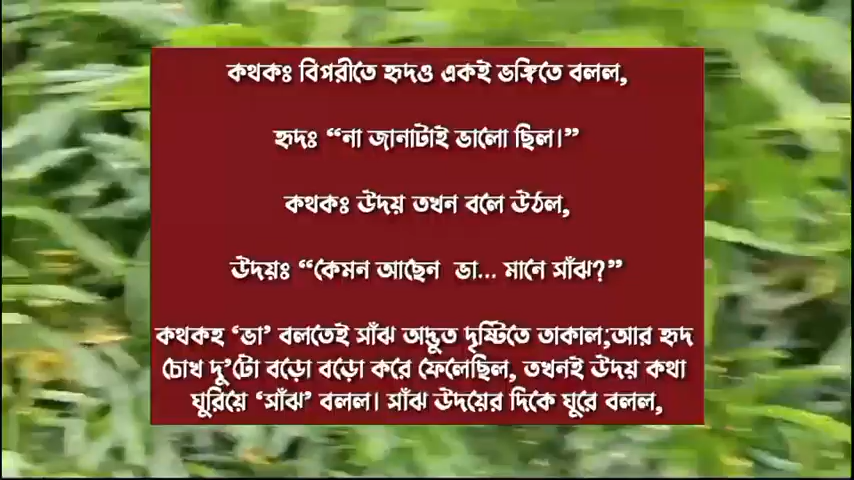 কথকঃ বিপরীতে হৃদও একই ভঙ্গিতে বলল,
হৃদঃ “না জানাটাই ভালো ছিল।”
কথকঃ উদয় তখন বলে উঠল,
উদয়ঃ “কেমন আছেন ভা... মানে সাঁঝ?”
কথকহ ‘ভা’ বলতেই সাঁঝ অদ্ভুত দৃষ্টিতে তাকাল;আর হৃদ
চোখ দু’টো বড়ো বড়ো করে ফেলেছিল, তখনই উদয় কথা
ঘুরিয়ে ‘সাঁঝ’ বলল। সাঁঝ উদয়ের দিকে ঘুরে বলল,